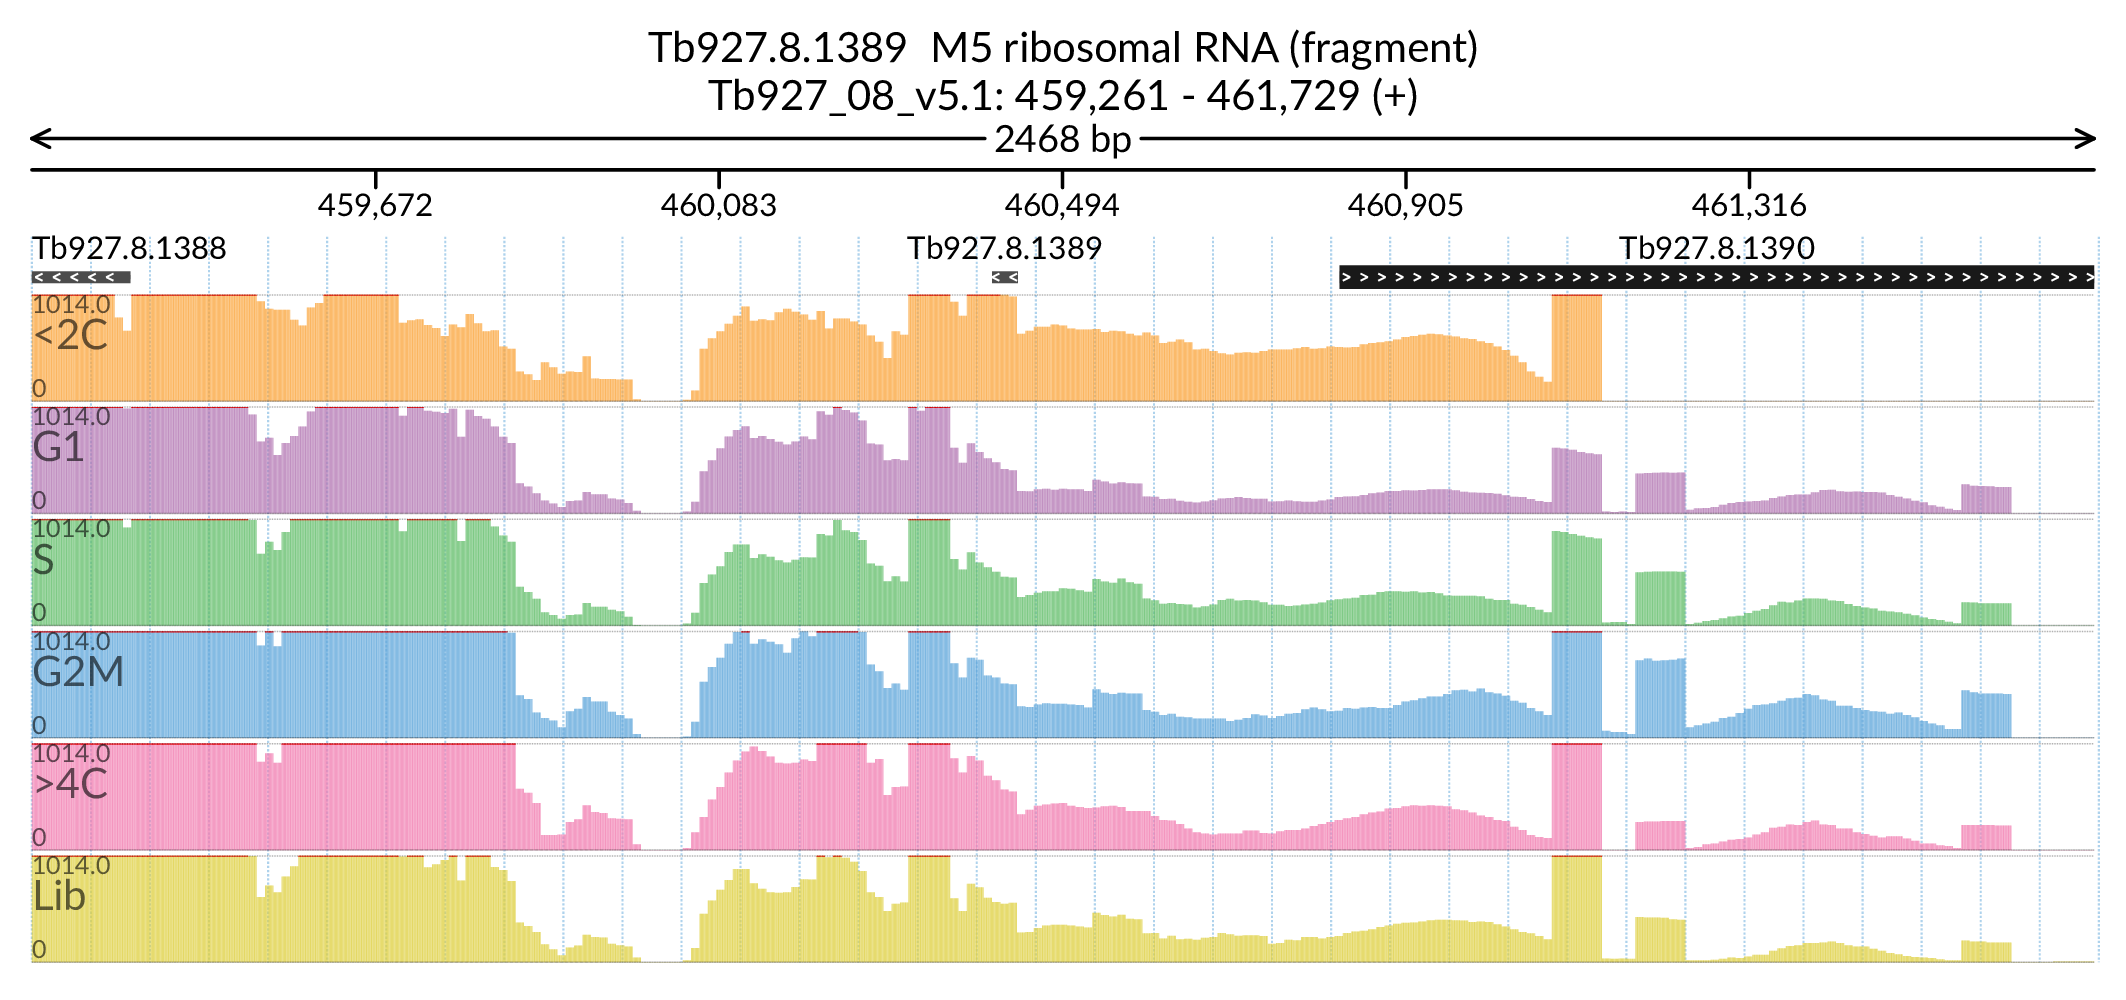 Tb927.8.1389  M5 ribosomal RNA (fragment)
Tb927_08_v5.1: 459,261 - 461,729 (+)
2468 bp
459,672 460,083 460,494 460,905 461,316
Tb927.8.1388 Tb927.8.1389 Tb927.8.1390
1014.0
<2C
0
1014.0
G1
0
1014.0
S
0
1014.0
G2M
0
1014.0
>4C
0
1014.0
Lib
0